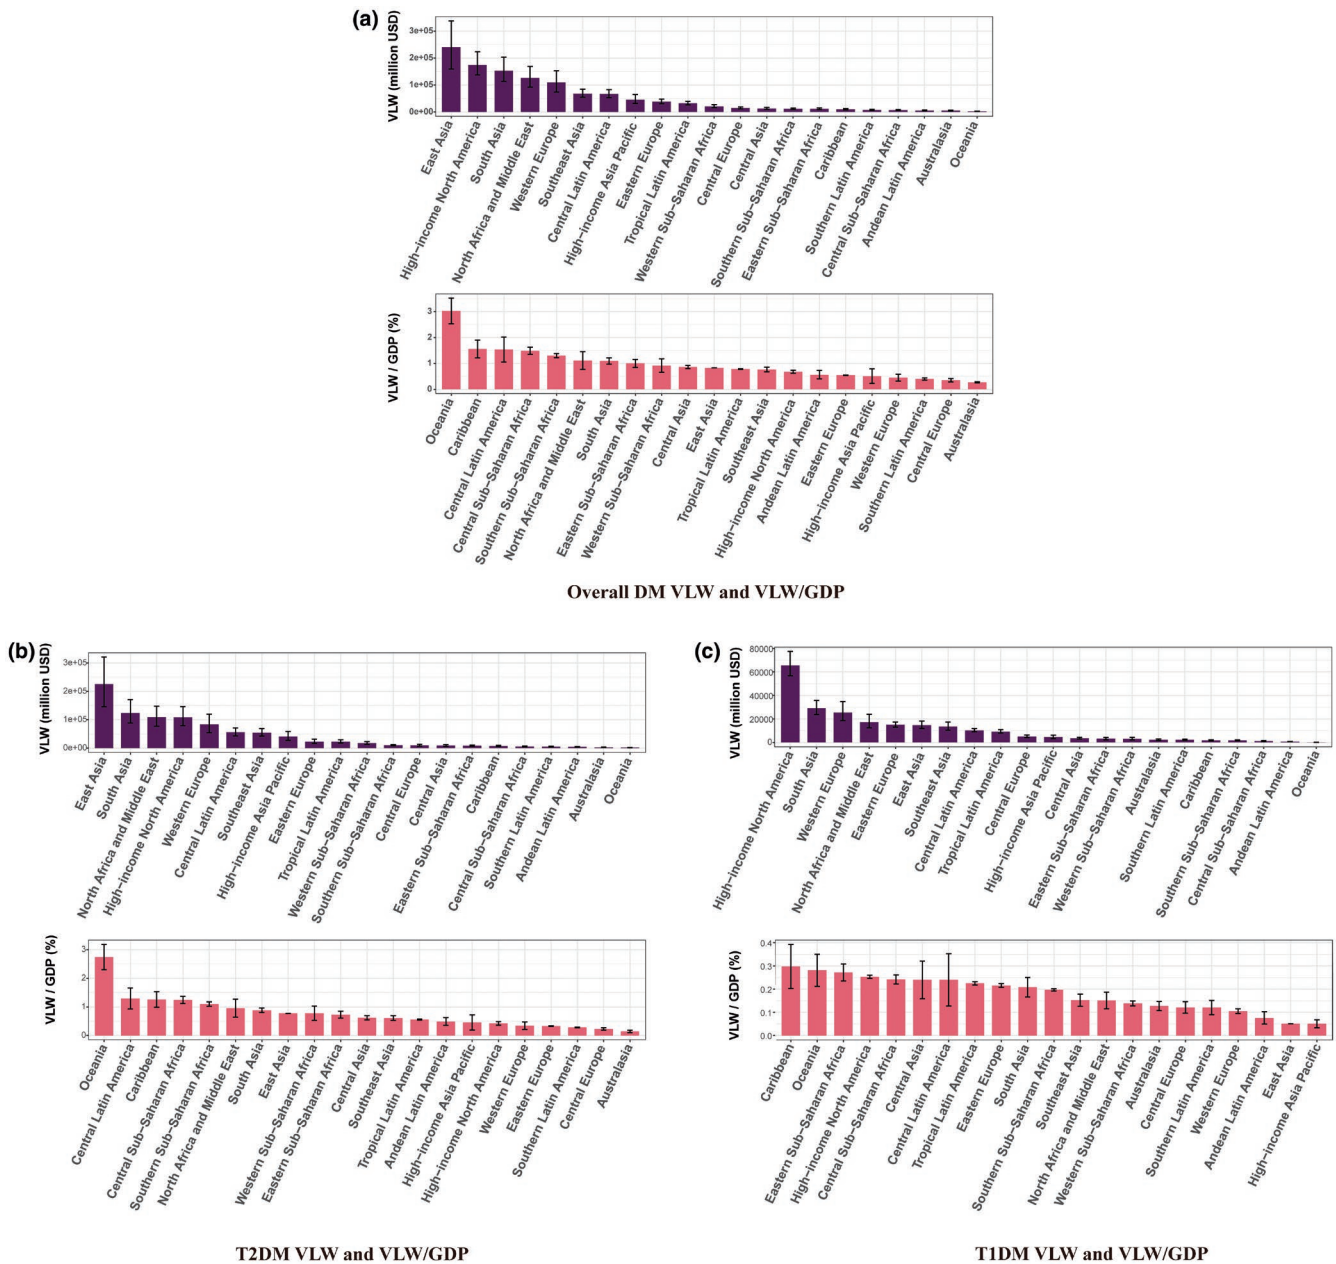 (a)
VLW (million USD)
3e+05
2e+05
1e+05
0e+00
East Asia
High−income North America
South Asia
North Africa and Middle East
Western Europe
Southeast Asia
Central Latin America
High−income Asia Pacific
Eastern Europe
Tropical Latin America
Western Sub−Saharan Africa
Central Europe
Central Asia
Southern Sub−Saharan Africa
Eastern Sub−Saharan Africa
Caribbean
Southern Latin America
Central Sub−Saharan Africa
Andean Latin America
Australasia
Oceania
VLW / GDP (%)
3
2
1
0
Oceania
Caribbean
Central Latin America
Central Sub−Saharan Africa
Southern Sub−Saharan Africa
North Africa and Middle East
South Asia
Eastern Sub−Saharan Africa
Western Sub−Saharan Africa
Central Asia
East Asia
Tropical Latin America
Southeast Asia
High−income North America
Andean Latin America
Eastern Europe
High−income Asia Pacific
Western Europe
Southern Latin America
Central Europe
Australasia
Overall DM VLW and VLW/GDP
(b)
VLW (million USD)
3e+05
2e+05
1e+05
0e+00
East Asia
South Asia
North Africa and Middle East
High−income North America
Western Europe
Central Latin America
Southeast Asia
High−income Asia Pacific
Eastern Europe
Tropical Latin America
Western Sub−Saharan Africa
Southern Sub−Saharan Africa
Central Europe
Central Asia
Eastern Sub−Saharan Africa
Caribbean
Central Sub−Saharan Africa
Southern Latin America
Andean Latin America
Australasia
Oceania
VLW / GDP (%)
3
2
1
0
Oceania
Central Latin America
Caribbean
Central Sub−Saharan Africa
Southern Sub−Saharan Africa
North Africa and Middle East
South Asia
East Asia
Western Sub−Saharan Africa
Eastern Sub−Saharan Africa
Central Asia
Southeast Asia
Tropical Latin America
Andean Latin America
High−income Asia Pacific
High−income North America
Western Europe
Eastern Europe
Southern Latin America
Central Europe
Australasia
T2DM VLW and VLW/GDP
(c)
VLW (million USD)
80000
60000
40000
20000
0
High−income North America
South Asia
Western Europe
North Africa and Middle East
Eastern Europe
East Asia
Southeast Asia
Central Latin America
Tropical Latin America
Central Europe
High−income Asia Pacific
Central Asia
Eastern Sub−Saharan Africa
Western Sub−Saharan Africa
Australasia
Southern Latin America
Caribbean
Southern Sub−Saharan Africa
Central Sub−Saharan Africa
Andean Latin America
Oceania
VLW / GDP (%)
0.4
0.3
0.2
0.1
0.0
Caribbean
Oceania
Eastern Sub−Saharan Africa
High−income North America
Central Sub−Saharan Africa
Central Asia
Central Latin America
Tropical Latin America
Eastern Europe
South Asia
Southern Sub−Saharan Africa
Southeast Asia
North Africa and Middle East
Western Sub−Saharan Africa
Australasia
Central Europe
Southern Latin America
Western Europe
Andean Latin America
East Asia
High−income Asia Pacific
T1DM VLW and VLW/GDP